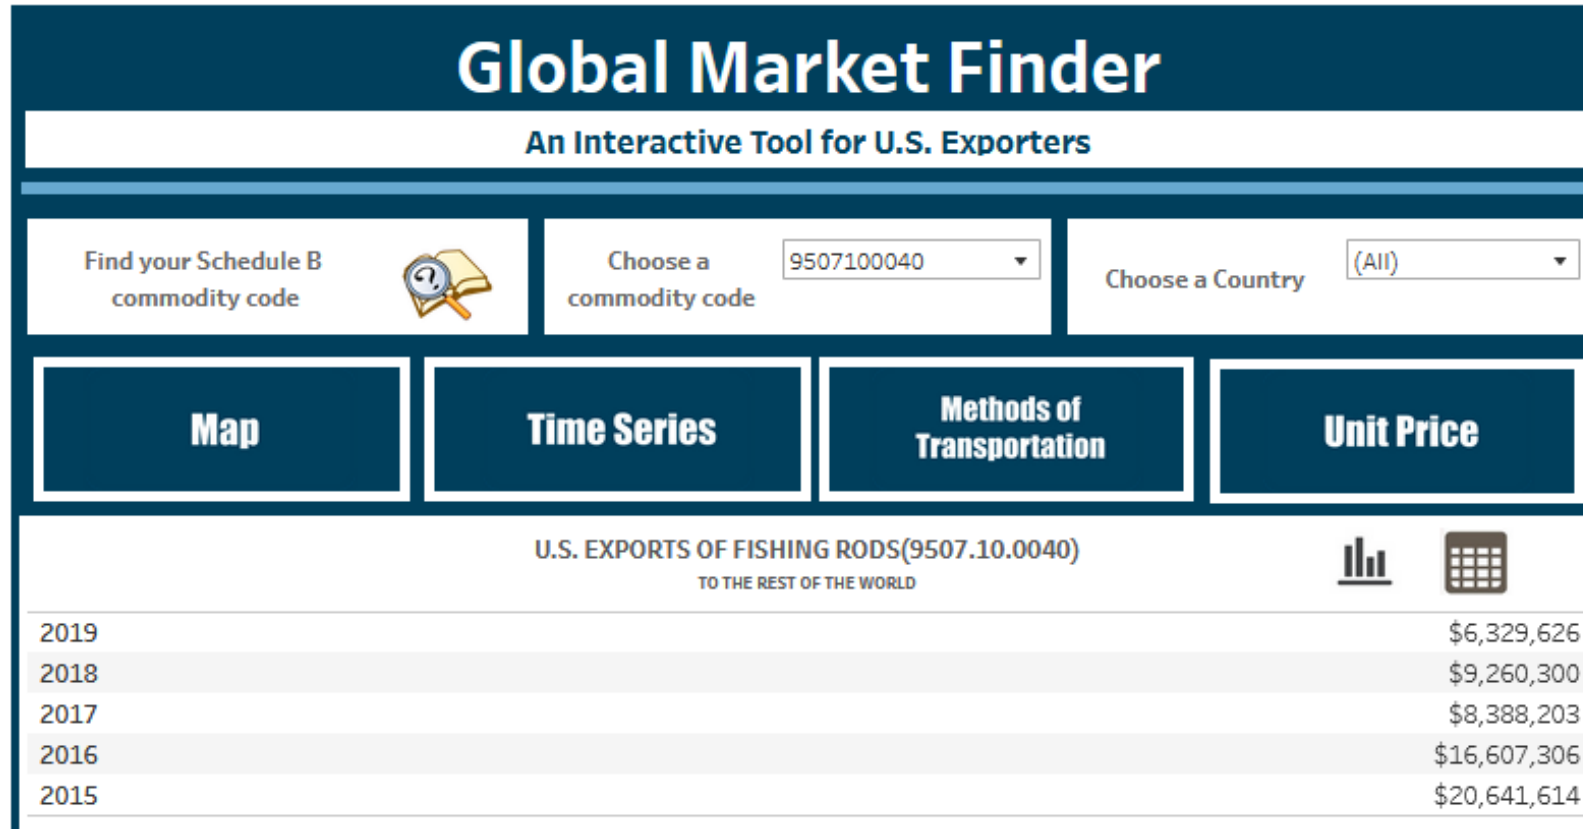 Global Market Finder
An Interactive Tool for U.S. Exporters
Find your Schedule B
commodity code
Choose a
commodity code
9507100040
Choose a Country
(All)
Map
Time Series
Methods of
Transportation
Unit Price
U.S. EXPORTS OF FISHING RODS(9507.10.0040)
TO THE REST OF THE WORLD
2019 $6,329,626
2018 $9,260,300
2017 $8,388,203
2016 $16,607,306
2015 $20,641,614